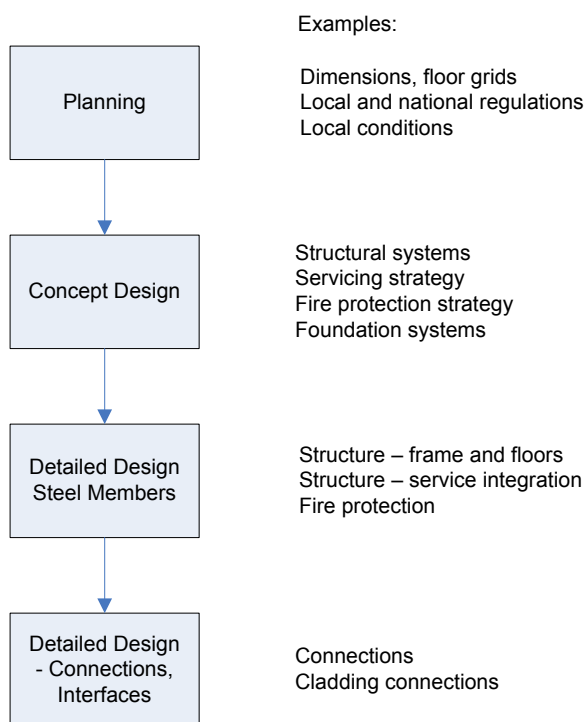 Examples:
Planning
Dimensions, floor grids
Local and national regulations
Local conditions
Concept Design
Structural systems
Servicing strategy
Fire protection strategy
Foundation systems
Detailed Design
Steel Members
Structure – frame and floors
Structure – service integration
Fire protection
Detailed Design
- Connections,
Interfaces
Connections
Cladding connections